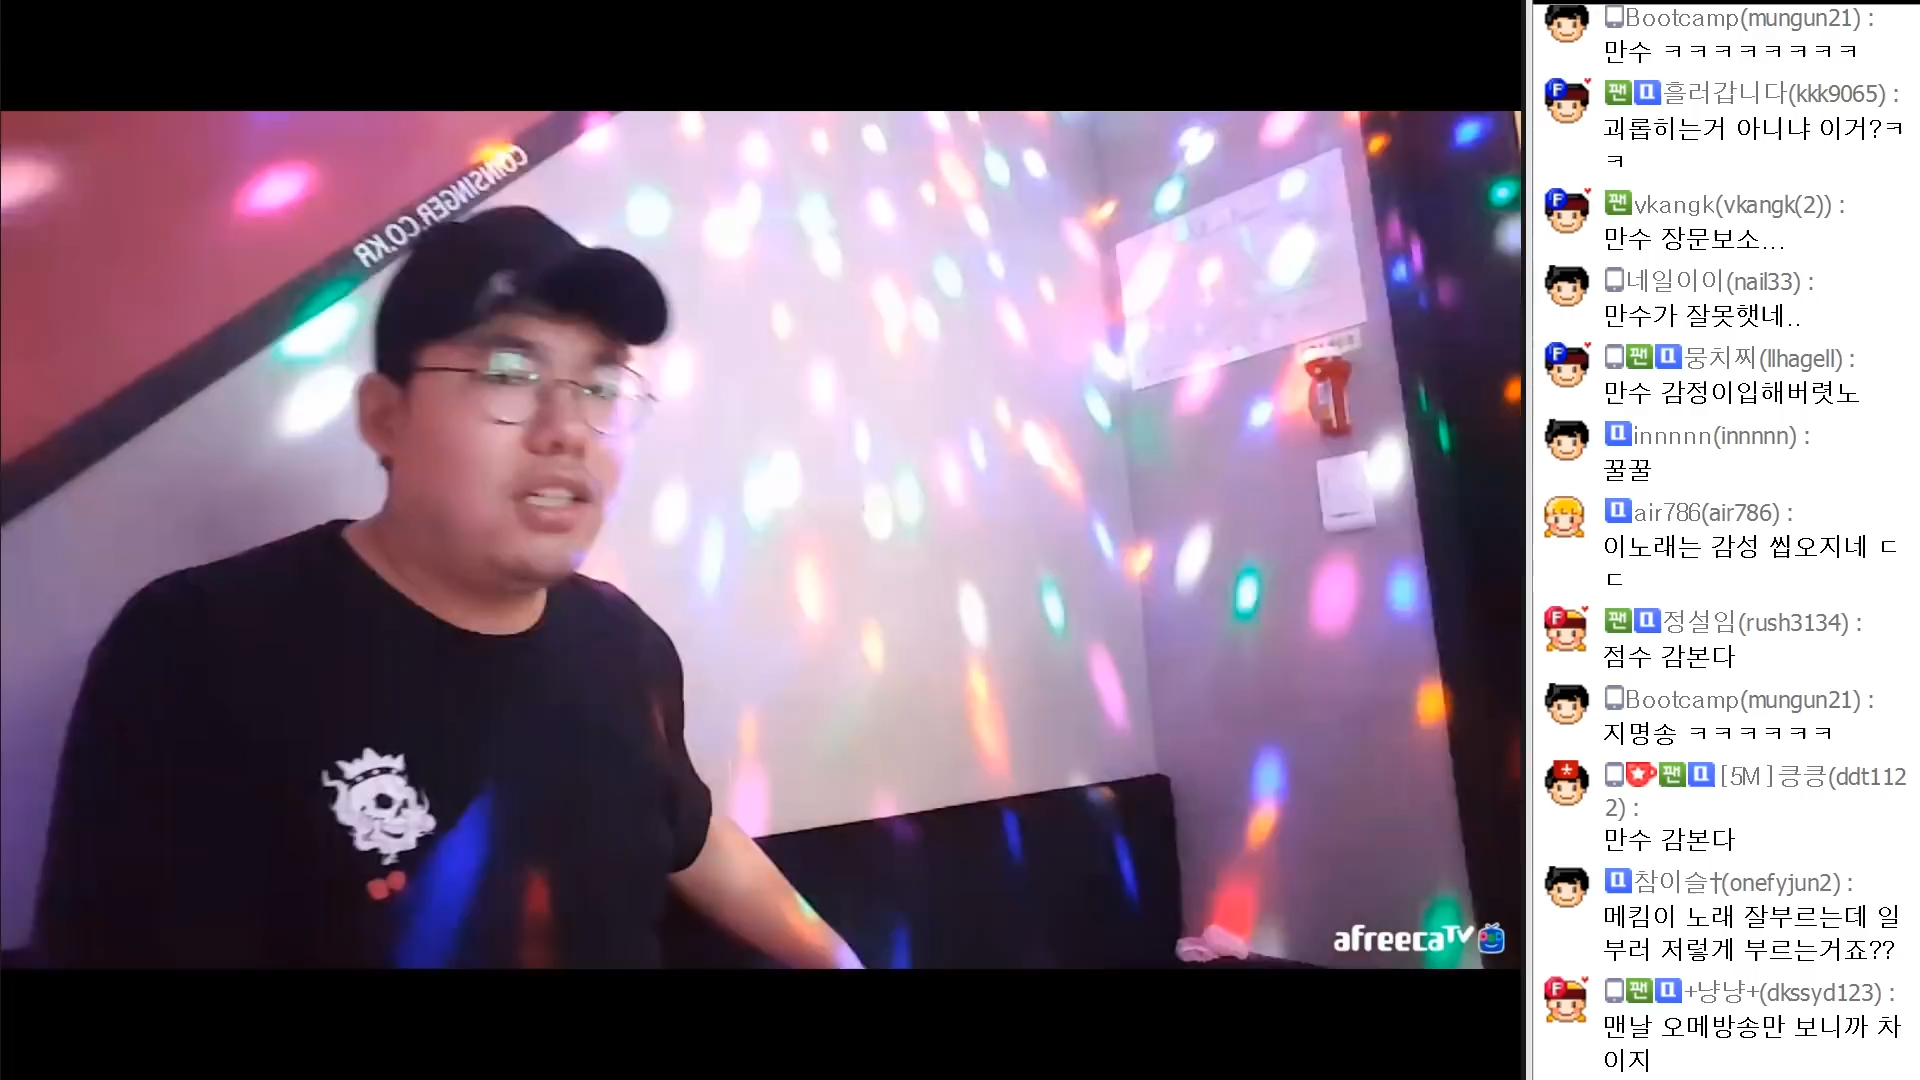 COINSINGER.CO.KR
afreecaTV
Bootcamp(mungun21) :
만수 ㅋㅋㅋㅋㅋㅋㅋㅋ
팬 흘러갑니다(kkk9065) :
괴롭히는거 아니냐 이거?ㅋ
ㅋ
팬 vkangk(vkangk(2)) :
만수 장문보소...
네일이이(nail33) :
만수가 잘못햇네..
팬 뭉치찌(llhagell) :
만수 감정이입해버렷노
innnnn(innnnn) :
꿀꿀
air786(air786) :
이노래는 감성 씹오지네 ㄷ
ㄷ
팬 정설임(rush3134) :
점수 감본다
Bootcamp(mungun21) :
지명송 ㅋㅋㅋㅋㅋㅋ
팬 [5M]킁킁(ddt112
2) :
만수 감본다
참이슬†(onefyjun2) :
메킴이 노래 잘부르는데 일
부러 저렇게 부르는거죠??
팬 +냥냥+(dkssyd123) :
맨날 오메방송만 보니까 차
이지